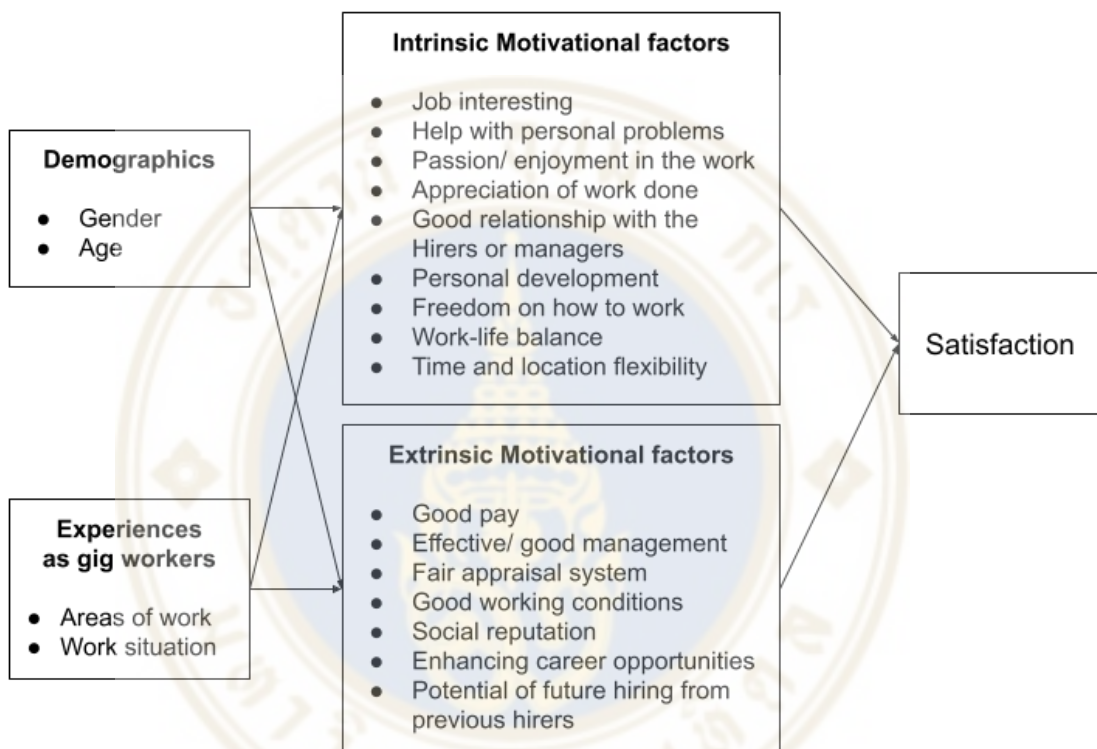 Intrinsic Motivational factors
● Job interesting
● Help with personal problems
● Passion/ enjoyment in the work
● Appreciation of work done
● Good relationship with the
Hirers or managers
● Personal development
● Freedom on how to work
● Work-life balance
● Time and location flexibility
Demographics
● Gender
● Age
Satisfaction
Extrinsic Motivational factors
● Good pay
● Effective/ good management
● Fair appraisal system
● Good working conditions
● Social reputation
● Enhancing career opportunities
● Potential of future hiring from
previous hirers
Experiences
as gig workers
● Areas of work
● Work situation